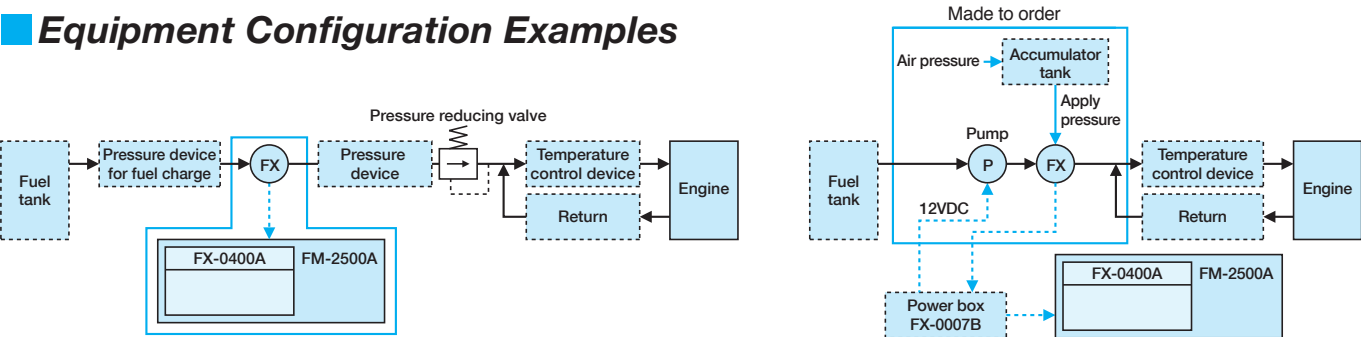 Equipment Configuration Examples
Pressure reducing valve
Fuel
tank
Pressure device
for fuel charge
FX
Pressure
device
Temperature
control device
Return
Engine
FX-0400A
FM-2500A
Made to order
Air pressure
Accumulator
tank
Apply
pressure
Pump
Fuel
tank
P
FX
Temperature
control device
Return
Engine
12VDC
Power box
FX-0007B
FX-0400A
FM-2500A